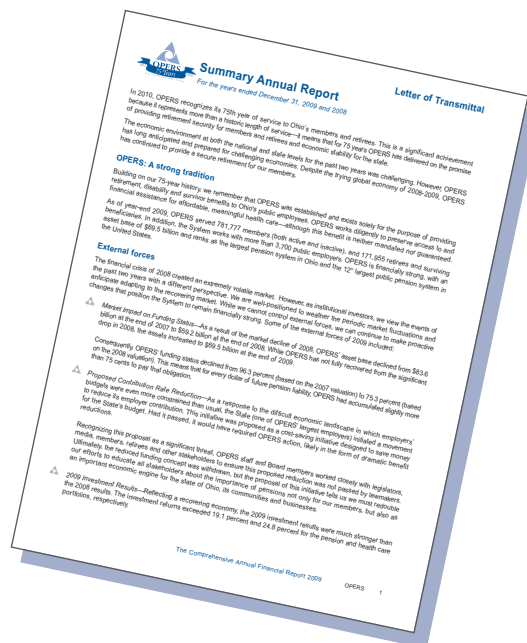 OPERS
75 Years
Summary Annual Report
For the years ended December 31, 2009 and 2008
Letter of Transmittal
In 2010, OPERS recognizes its 75th year of service to Ohio's members and retirees. This is a significant achievement
because it represents more than a historic length of service—it means that for 75 years OPERS has delivered on the promise
of providing retirement security for members and retirees and economic stability for the state.
The economic environment at both the national and state levels for the past two years was challenging. However, OPERS
has long anticipated and prepared for challenging economies. Despite the trying global economy of 2008-2009, OPERS
has continued to provide a secure retirement for our members.
OPERS: A strong tradition
Building on our 75-year history, we remember that OPERS was established and exists solely for the purpose of providing
retirement, disability and survivor benefits to Ohio's public employees. OPERS works diligently to preserve access to and
financial assistance for affordable, meaningful health care—although this benefit is neither mandated nor guaranteed.
As of year-end 2009, OPERS served 781,777 members (both active and inactive), and 171,955 retirees and surviving
beneficiaries. In addition, the System works with more than 3,700 public employers. OPERS is financially strong, with an
asset base of $69.5 billion and ranks as the largest pension system in Ohio and the 12th largest public pension system in
the United States.
External forces
The financial crisis of 2008 created an extremely volatile market. However, as institutional investors, we view the events of
the past two years with a different perspective. We are well-positioned to weather the periodic market fluctuations and
anticipate adapting to the recovering market. While we cannot control external forces, we can continue to make proactive
changes that position the System to remain financially strong. Some of the external forces of 2009 included:
Market Impact on Funding Status—As a result of the market decline of 2008, OPERS' asset base declined from $83.6
billion at the end of 2007 to $59.2 billion at the end of 2008. While OPERS has not fully recovered from the significant
drop in 2008, the assets increased to $69.5 billion at the end of 2009.
Consequently, OPERS' funding status declined from 96.3 percent (based on the 2007 valuation) to 75.3 percent (based
on the 2008 valuation). This means that for every dollar of future pension liability, OPERS had accumulated slightly more
than 75 cents to pay that obligation.
Proposed Contribution Rate Reduction—As a response to the difficult economic landscape in which employers'
budgets were even more constrained than usual, the State (one of OPERS' largest employers) initiated a movement
to reduce its employer contribution. This initiative was proposed as a cost-saving initiative designed to save money
for the State's budget. Had it passed, it would have required OPERS action, likely in the form of dramatic benefit
reductions.
Recognizing this proposal as a significant threat, OPERS staff and Board members worked closely with legislators,
media, members, retirees and other stakeholders to ensure this proposed reduction was not passed by lawmakers.
Ultimately, the reduced funding concept was withdrawn, but the proposal of this initiative tells us we must redouble
our efforts to educate all stakeholders about the importance of pensions not only for our members, but also as
an important economic engine for the state of Ohio, its communities and businesses.
2009 Investment Results—Reflecting a recovering economy, the 2009 investment results were much stronger than
the 2008 results. The investment returns exceeded 19.1 percent and 24.8 percent for the pension and health care
portfolios, respectively.
The Comprehensive Annual Financial Report 2009
OPERS 1